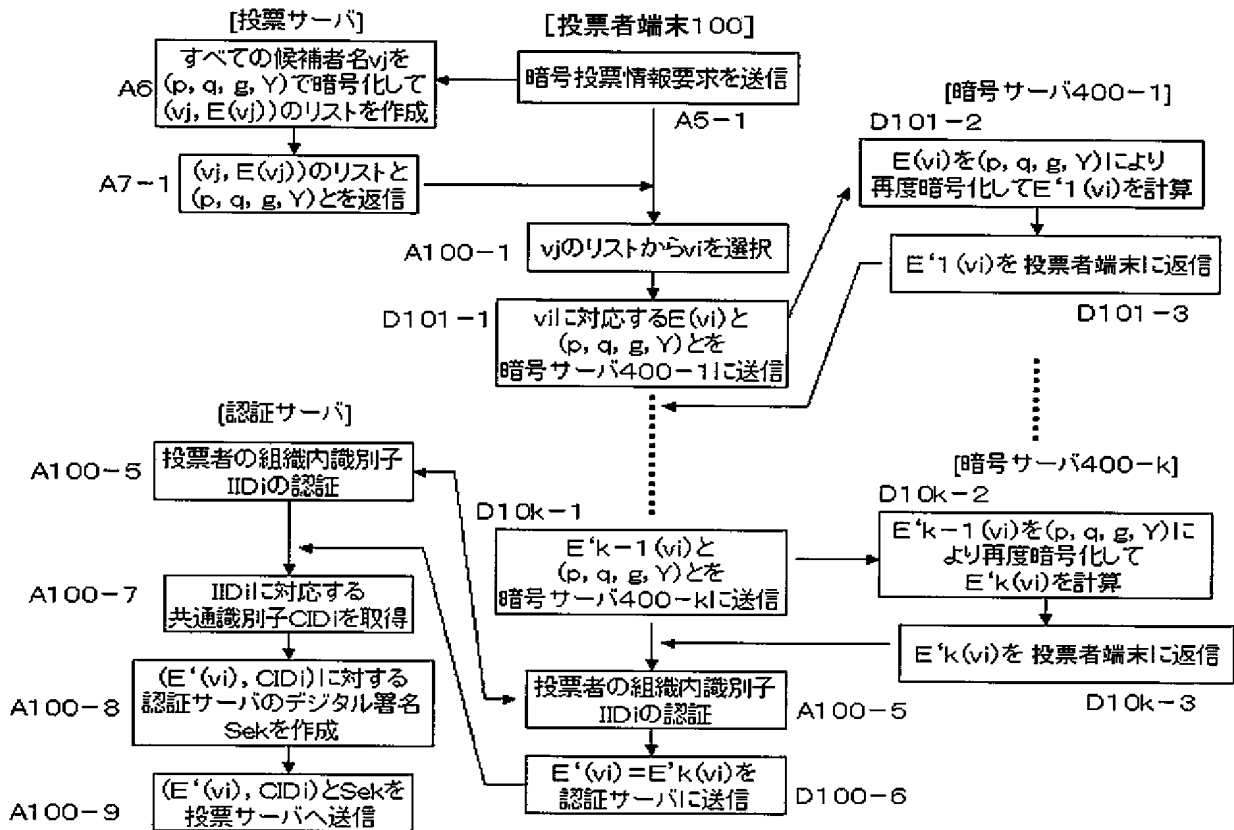 [投票サーバ]
すべての候補者名vjを
(p, q, g, Y)で暗号化して
(vj, E(vj))のリストを作成
A6
(vj, E(vj))のリストと
(p, q, g, Y)とを返信
A7-1
[投票者端末100]
暗号投票情報要求を送信
A5-1
vjのリストからviを選択
A100-1
viに対応するE(vi)と
(p, q, g, Y)とを
暗号サーバ400-1に送信
D101-1
[暗号サーバ400-1]
D101-2
E(vi)を(p, q, g, Y)により
再度暗号化してE'1(vi)を計算
E'1(vi)を投票者端末に返信
D101-3
[暗号サーバ400-k]
D10k-2
E'k-1(vi)を(p, q, g, Y)に
より再度暗号化して
E'k(vi)を計算
E'k(vi)を投票者端末に返信
D10k-3
D10k-1
E'k-1(vi)と
(p, q, g, Y)とを
暗号サーバ400-kに送信
投票者の組織内識別子
IIDiの認証
A100-5
E'(vi)=E'k(vi)を
認証サーバに送信
D100-6
[認証サーバ]
投票者の組織内識別子
IIDiの認証
A100-5
IIDiに対応する
共通識別子CIDiを取得
A100-7
(E'(vi), CIDi)に対する
認証サーバのデジタル署名
Sekを作成
A100-8
(E'(vi), CIDi)とSekを
投票サーバへ送信
A100-9